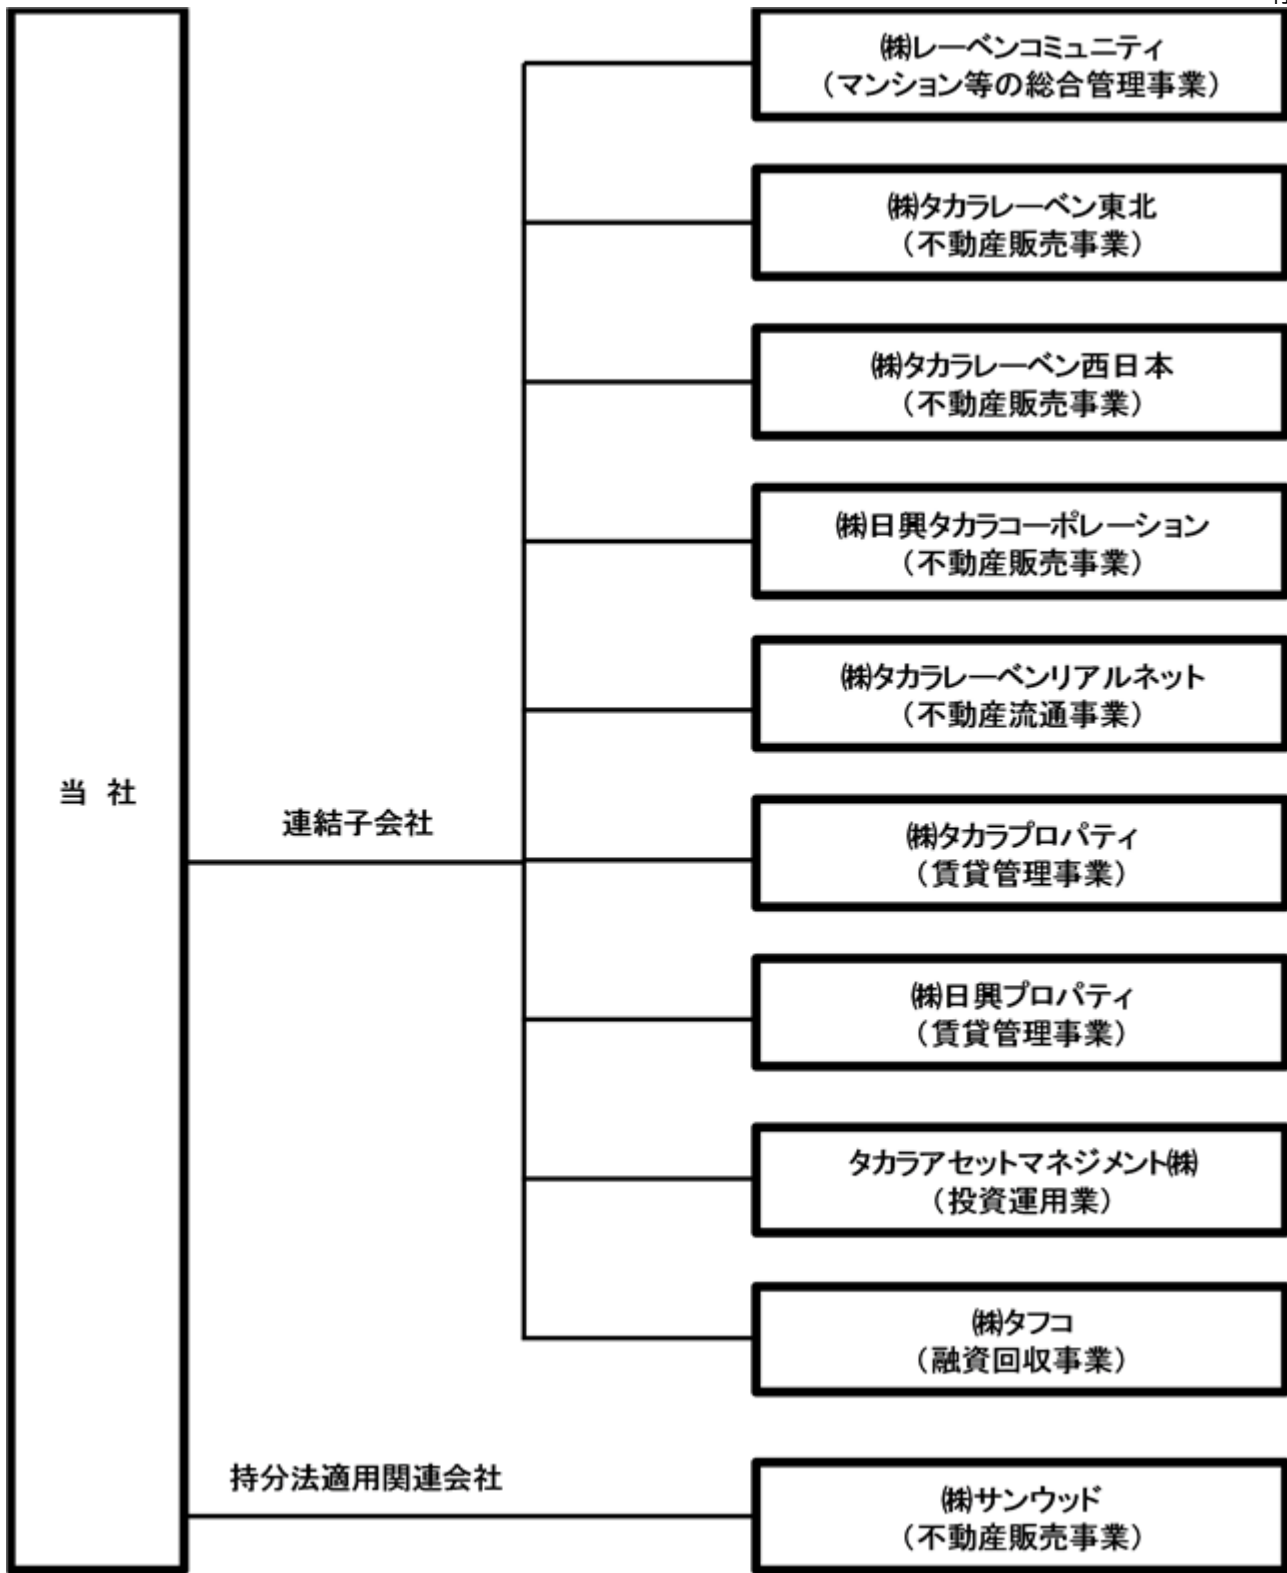 ㈱レーベンコミュニティ
（マンション等の総合管理事業）
㈱タカラレーベン東北
（不動産販売事業）
㈱タカラレーベン西日本
（不動産販売事業）
㈱日興タカラコーポレーション
（不動産販売事業）
㈱タカラレーベンリアルネット
（不動産流通事業）
当 社
連結子会社
㈱タカラプロパティ
（賃貸管理事業）
㈱日興プロパティ
（賃貸管理事業）
タカラアセットマネジメント㈱
（投資運用業）
㈱タフコ
（融資回収事業）
持分法適用関連会社
㈱サンウッド
（不動産販売事業）